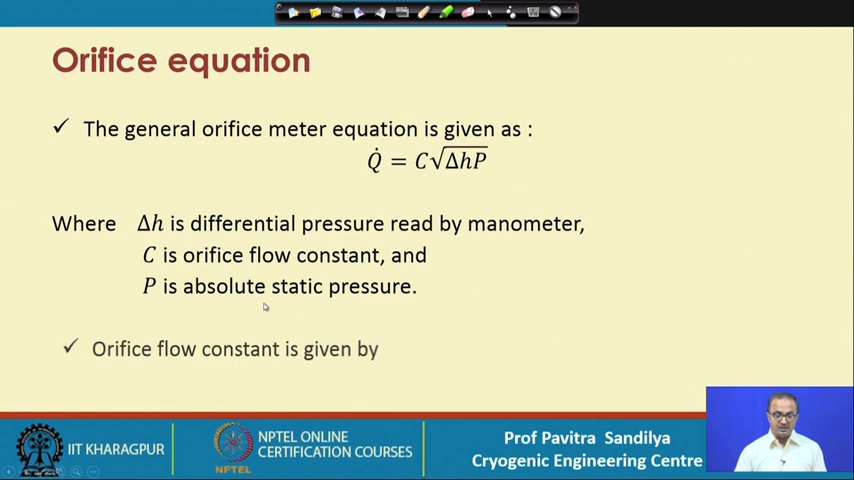 Orifice equation
✓ The general orifice meter equation is given as :
Q̇ = C√ΔhP
Where Δh is differential pressure read by manometer,
C is orifice flow constant, and
P is absolute static pressure.
✓ Orifice flow constant is given by
IIT KHARAGPUR
NPTEL
NPTEL ONLINE
CERTIFICATION COURSES
Prof Pavitra Sandilya
Cryogenic Engineering Centre